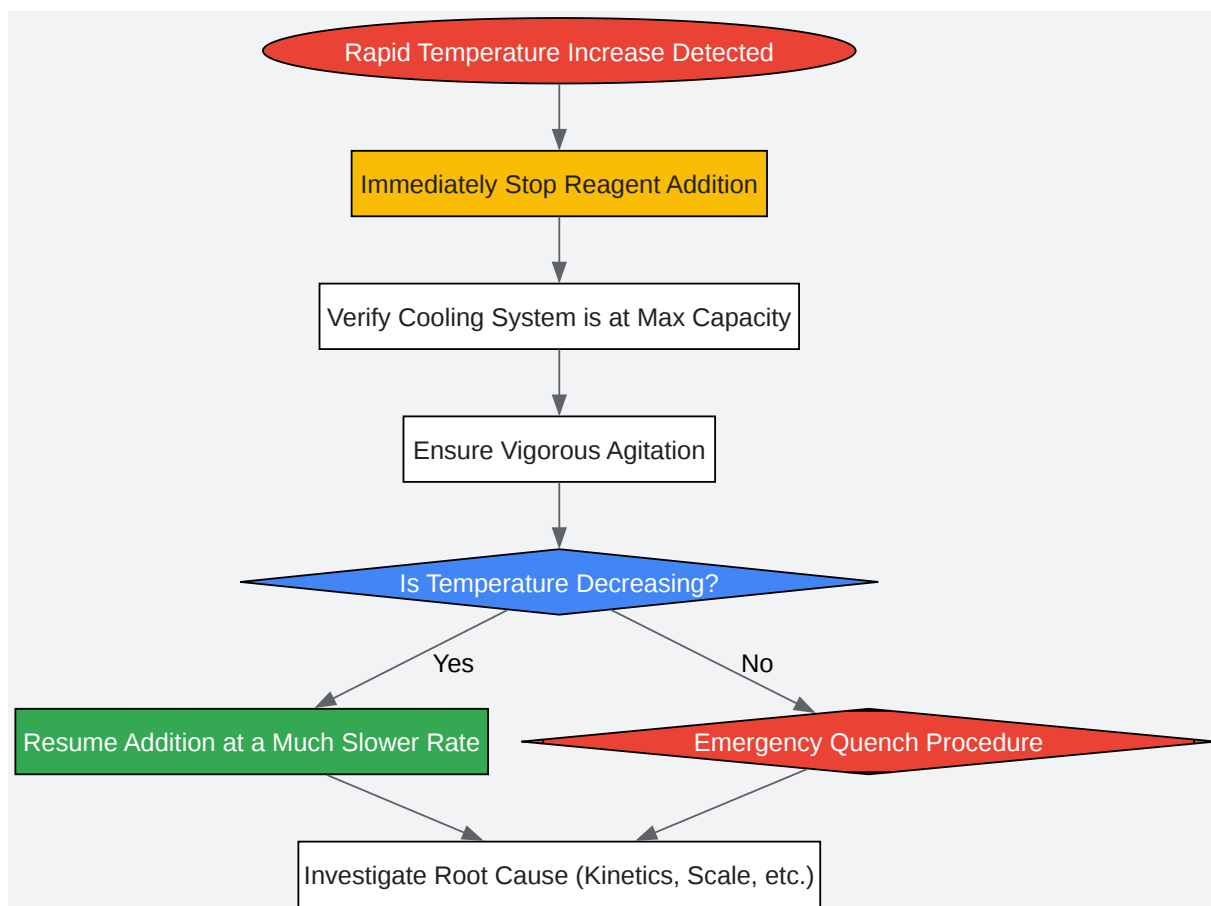 Rapid Temperature Increase Detected
Immediately Stop Reagent Addition
Verify Cooling System is at Max Capacity
Ensure Vigorous Agitation
Is Temperature Decreasing?
Yes
No
Resume Addition at a Much Slower Rate
Emergency Quench Procedure
Investigate Root Cause (Kinetics, Scale, etc.)